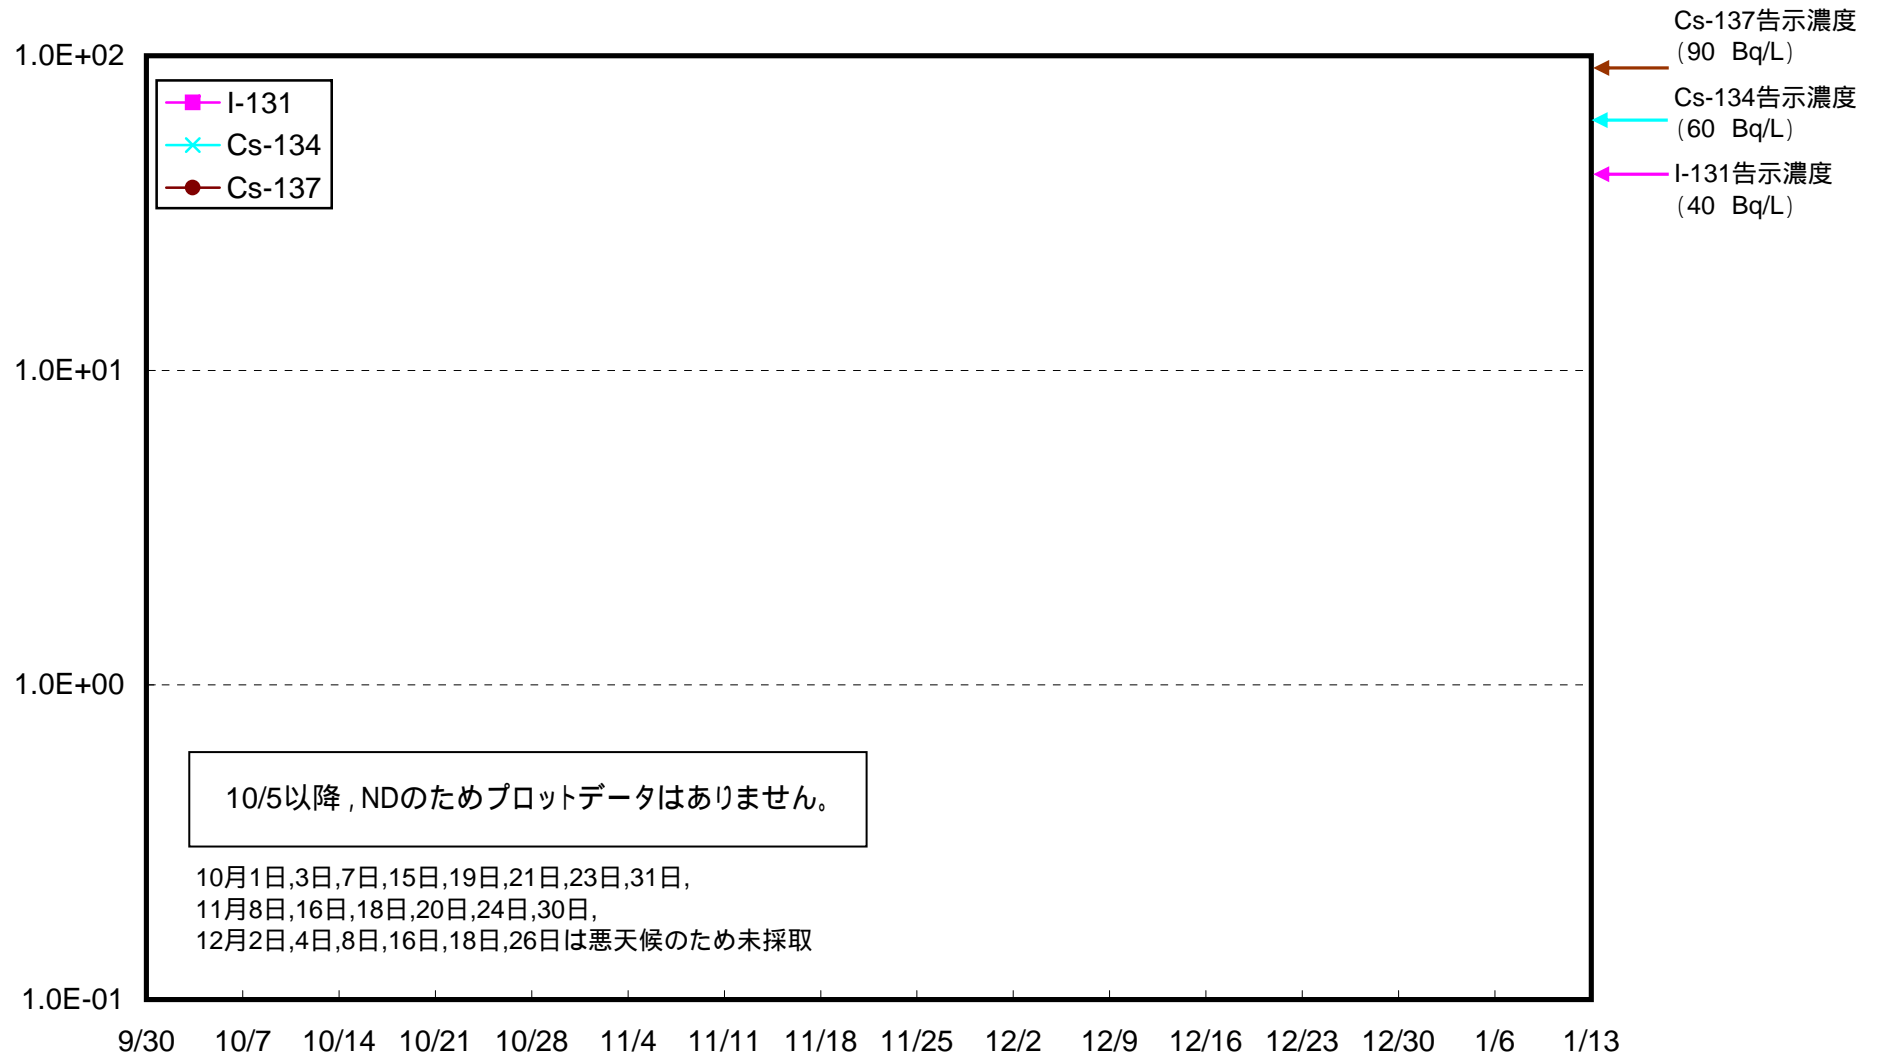 Cs-137告示濃度
(90 Bq/L)
Cs-134告示濃度
(60 Bq/L)
I-131告示濃度
(40 Bq/L)
1.0E+02
1.0E+01
1.0E+00
1.0E-01
I-131
Cs-134
Cs-137
10/5以降,NDのためプロットデータはありません。
10月1日,3日,7日,15日,19日,21日,23日,31日,
11月8日,16日,18日,20日,24日,30日,
12月2日,4日,8日,16日,18日,26日は悪天候のため未採取
9/30 10/7 10/14 10/21 10/28 11/4 11/11 11/18 11/25 12/2 12/9 12/16 12/23 12/30 1/6 1/13